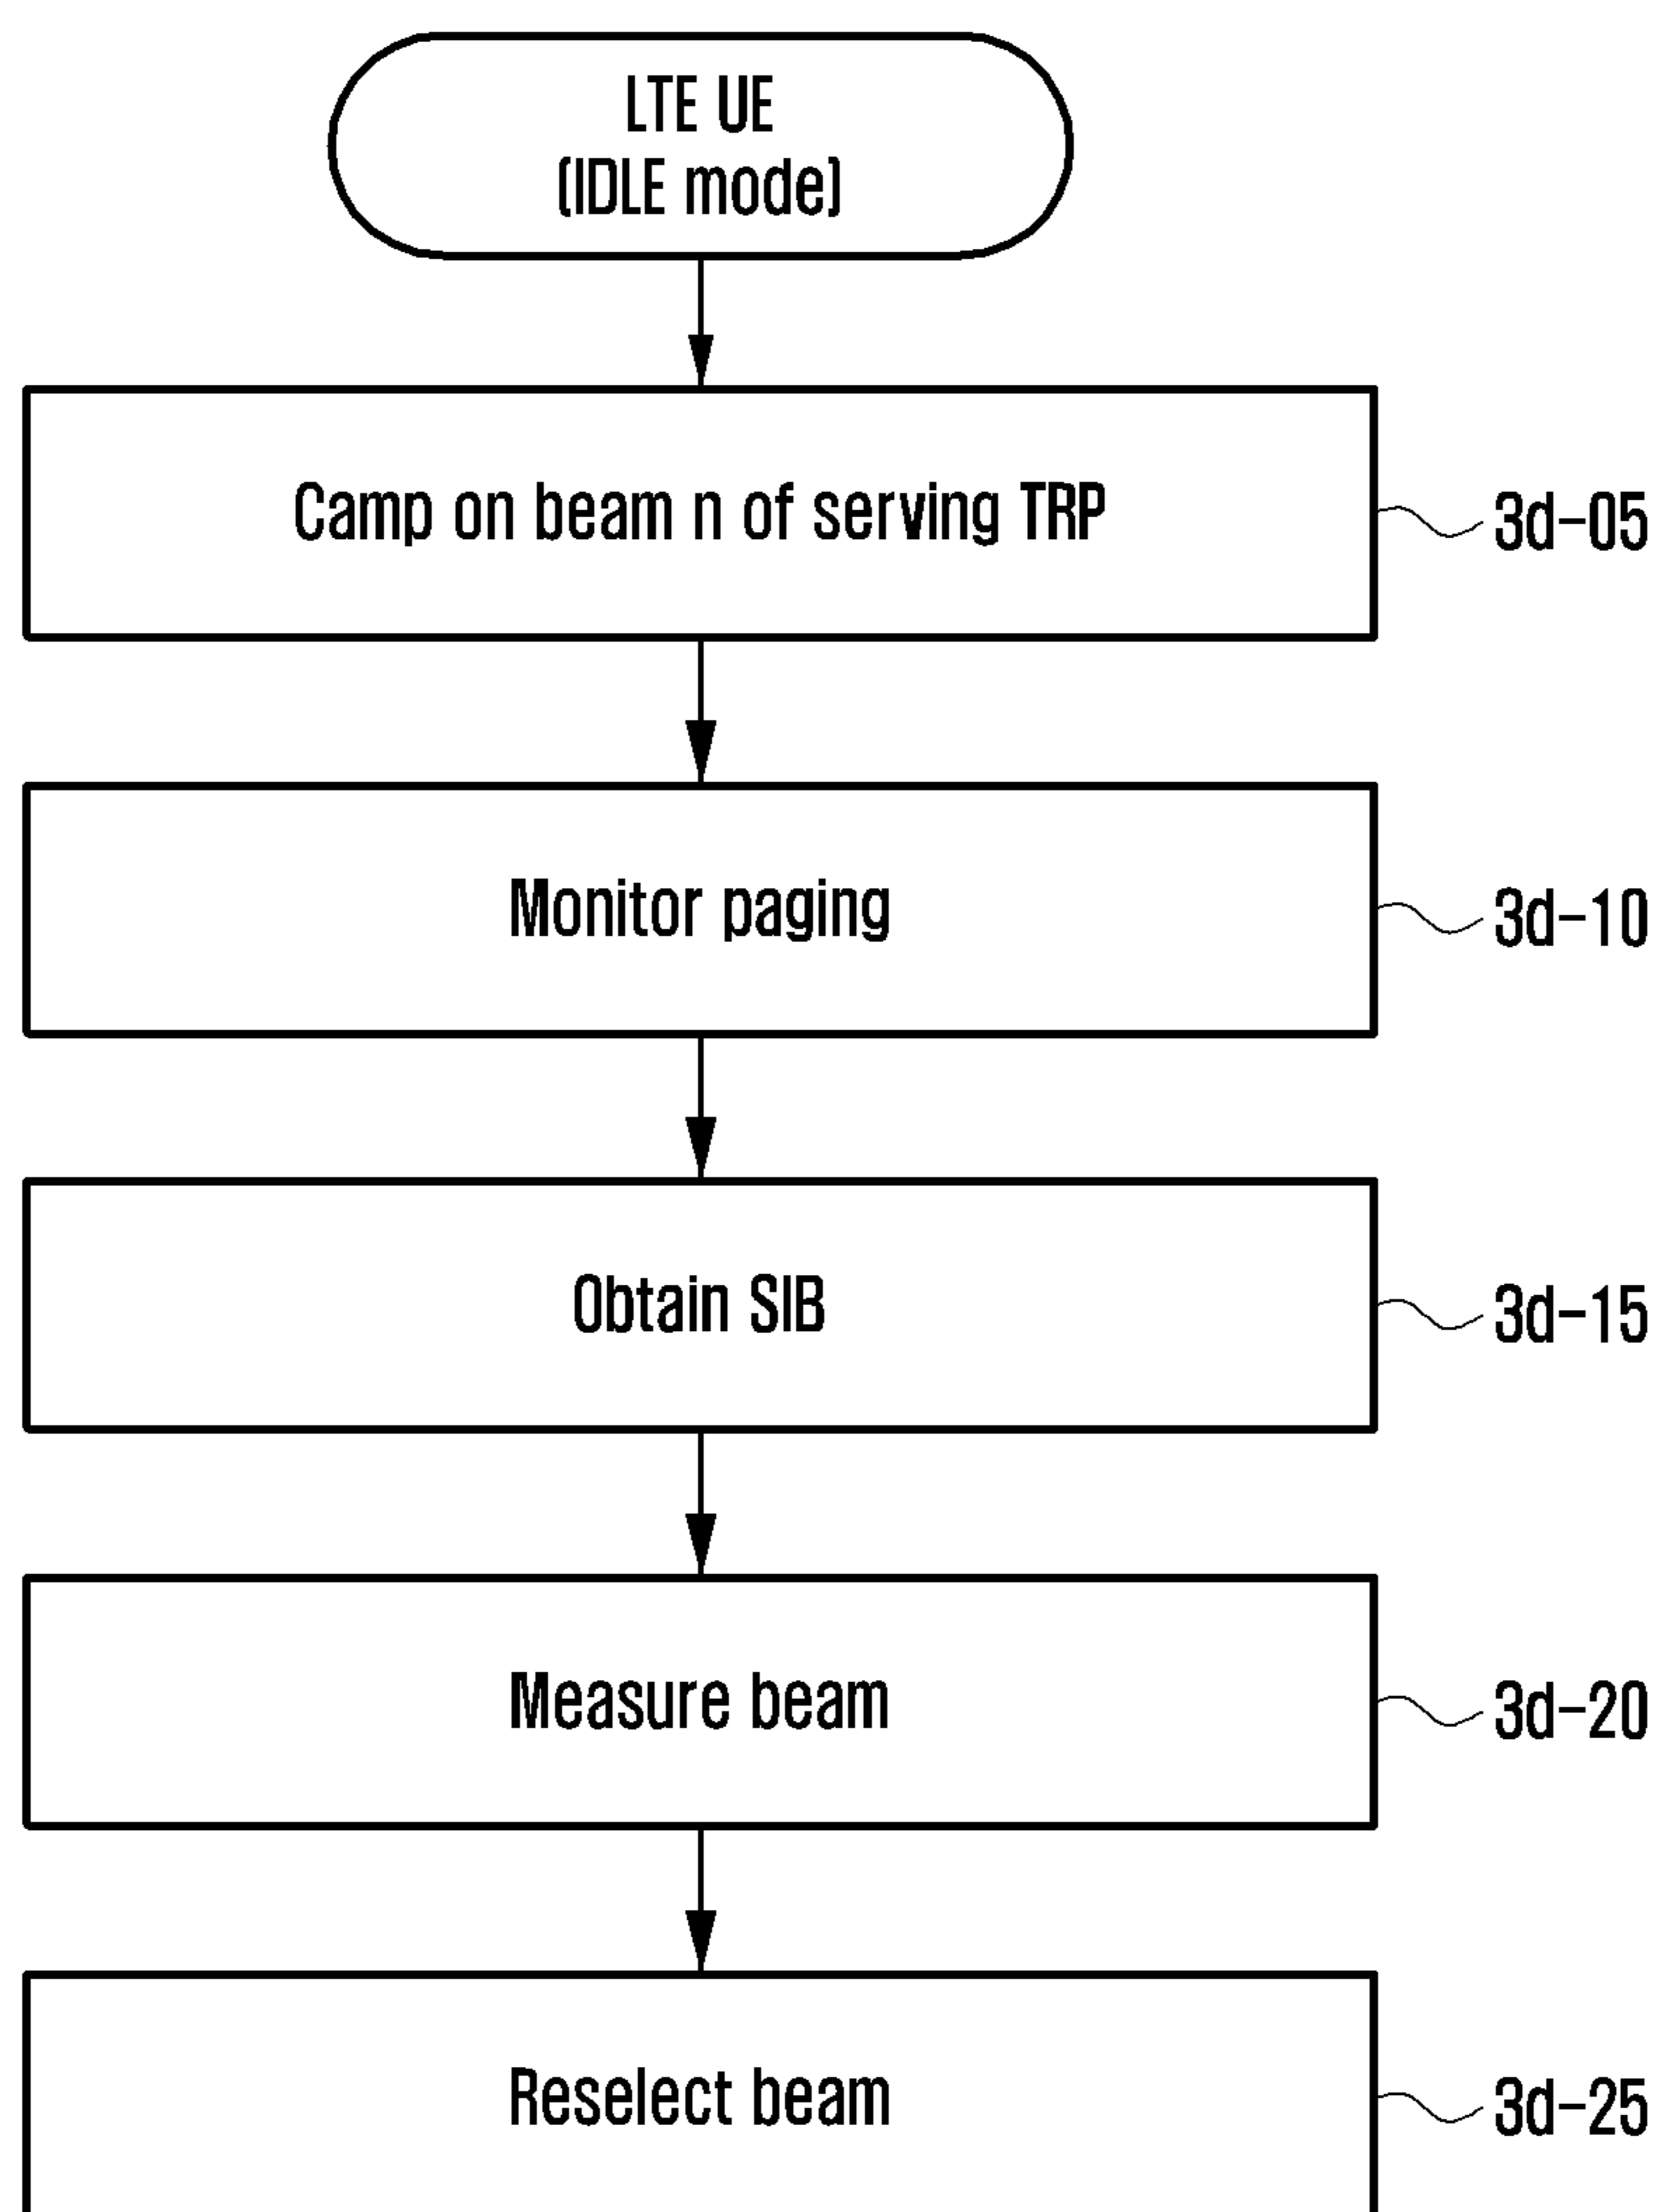 LTE UE
(IDLE mode)
Camp on beam n of serving TRP
3d-05
Monitor paging
3d-10
Obtain SIB
3d-15
Measure beam
3d-20
Reselect beam
3d-25